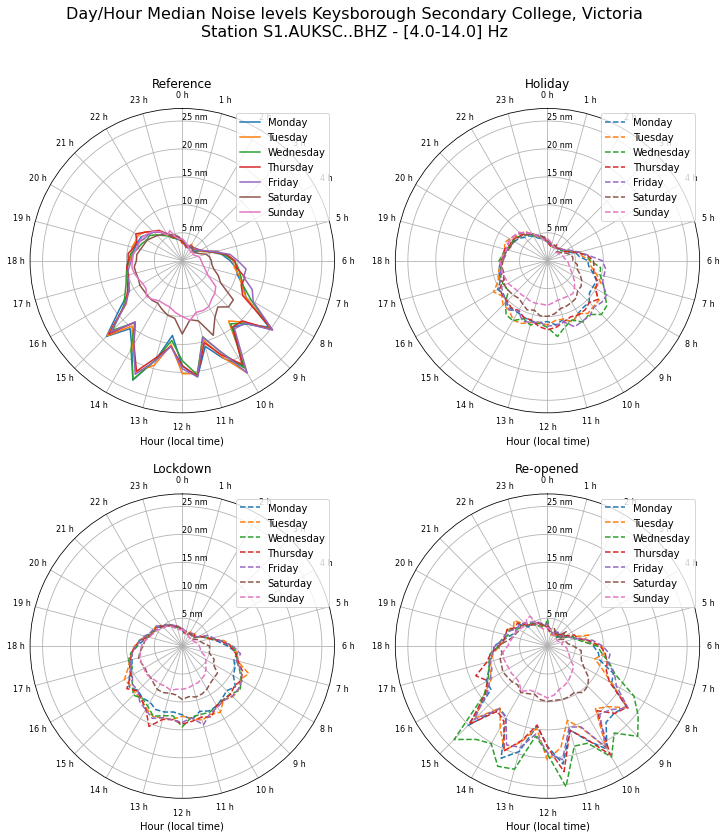 Day/Hour Median Noise levels Keysborough Secondary College, Victoria
Station S1.AUKSC..BHZ - [4.0-14.0] Hz
Reference
0 h
1 h
5 h
6 h
7 h
8 h
9 h
10 h
11 h
12 h
13 h
14 h
15 h
16 h
17 h
18 h
19 h
20 h
21 h
22 h
23 h
25 nm
20 nm
15 nm
10 nm
5 nm
Monday
Tuesday
Wednesday
Thursday
Friday
Saturday
Sunday
Hour (local time)
Holiday
0 h
1 h
4 h
5 h
6 h
7 h
8 h
9 h
10 h
11 h
12 h
13 h
14 h
15 h
16 h
17 h
18 h
19 h
20 h
21 h
22 h
23 h
25 nm
20 nm
15 nm
10 nm
5 nm
Monday
Tuesday
Wednesday
Thursday
Friday
Saturday
Sunday
Hour (local time)
Lockdown
0 h
1 h
5 h
6 h
7 h
8 h
9 h
10 h
11 h
12 h
13 h
14 h
15 h
16 h
17 h
18 h
19 h
20 h
21 h
22 h
23 h
25 nm
20 nm
15 nm
10 nm
5 nm
Monday
Tuesday
Wednesday
Thursday
Friday
Saturday
Sunday
Hour (local time)
Re-opened
0 h
1 h
4 h
5 h
6 h
7 h
8 h
9 h
10 h
11 h
12 h
13 h
14 h
15 h
16 h
17 h
18 h
19 h
20 h
21 h
22 h
23 h
25 nm
20 nm
15 nm
10 nm
5 nm
Monday
Tuesday
Wednesday
Thursday
Friday
Saturday
Sunday
Hour (local time)